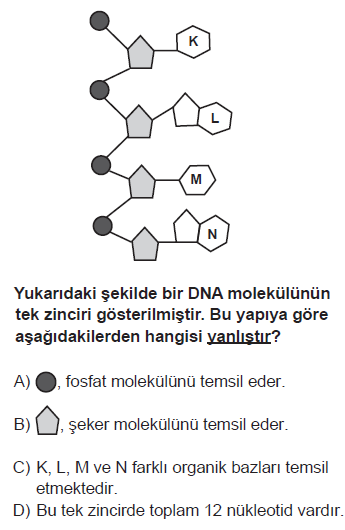 K
L
M
N
Yukarıdaki şekilde bir DNA molekülünün
tek zinciri gösterilmiştir. Bu yapıya göre
aşağıdakilerden hangisi yanlıştır?
A) , fosfat molekülünü temsil eder.
B) , şeker molekülünü temsil eder.
C) K, L, M ve N farklı organik bazları temsil
etmektedir.
D) Bu tek zincirde toplam 12 nükleotid vardır.